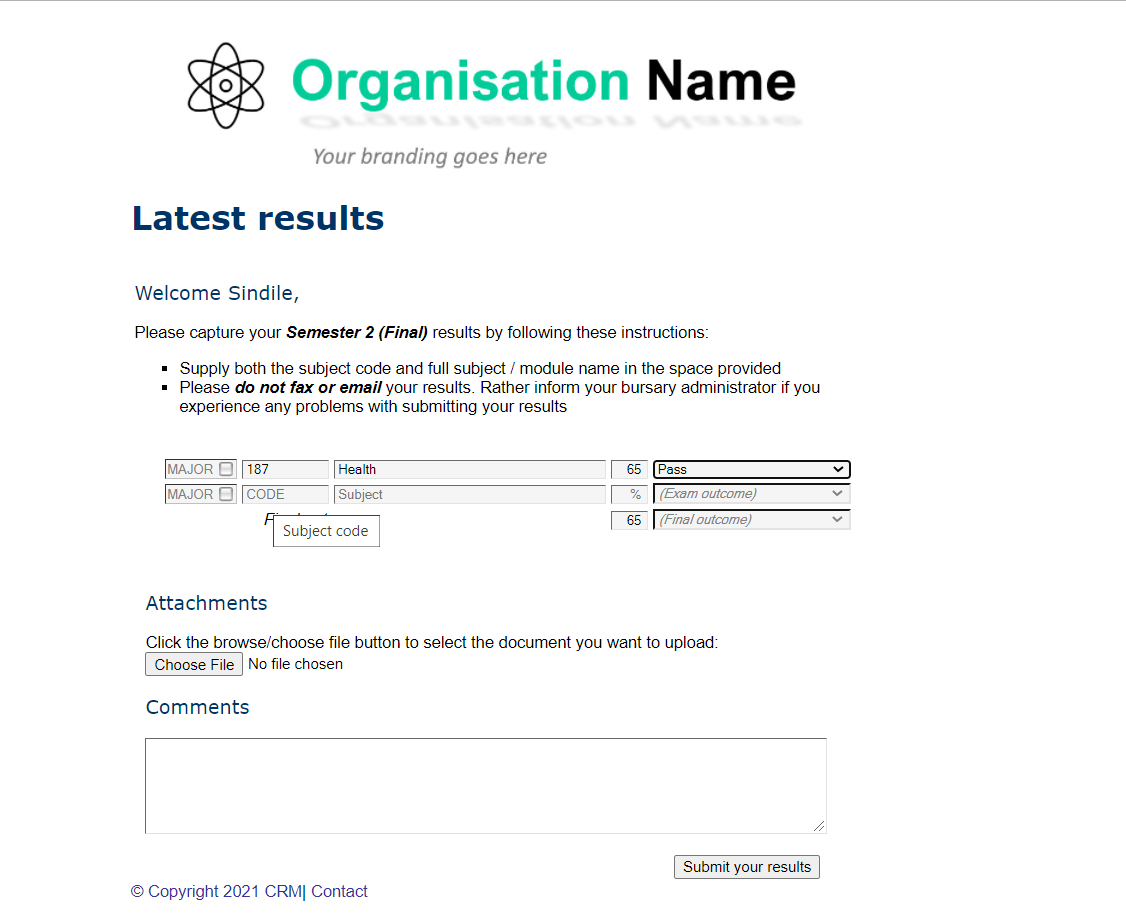 Organisation Name
Your branding goes here
Latest results
Welcome Sindile,
Please capture your Semester 2 (Final) results by following these instructions:
Supply both the subject code and full subject / module name in the space provided
Please do not fax or email your results. Rather inform your bursary administrator if you
experience any problems with submitting your results
MAJOR 187 Health 65 Pass
MAJOR CODE Subject % (Exam outcome)
65 (Final outcome)
Subject code
Attachments
Click the browse/choose file button to select the document you want to upload:
Choose File No file chosen
Comments
Submit your results
© Copyright 2021 CRM| Contact